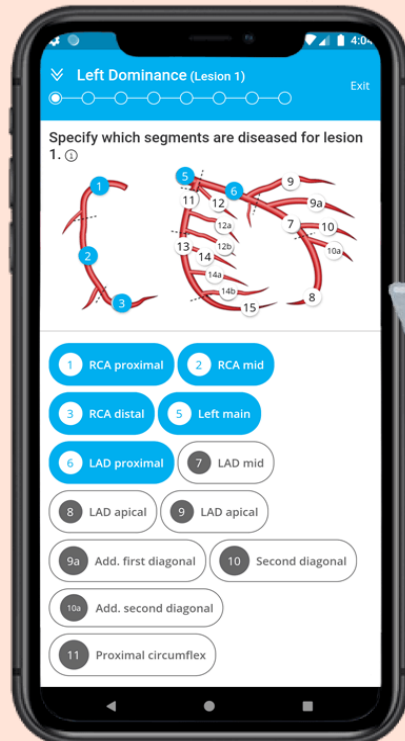 4:04
Left Dominance (Lesion 1)
Exit
Specify which segments are diseased for lesion
1. i
1
5
6
9
11
12
9a
7
10
12a
2
13
12b
10a
14
14a
14b
3
15
8
1 RCA proximal
2 RCA mid
3 RCA distal
5 Left main
6 LAD proximal
7 LAD mid
8 LAD apical
9 LAD apical
9a Add. first diagonal
10 Second diagonal
10a Add. second diagonal
11 Proximal circumflex